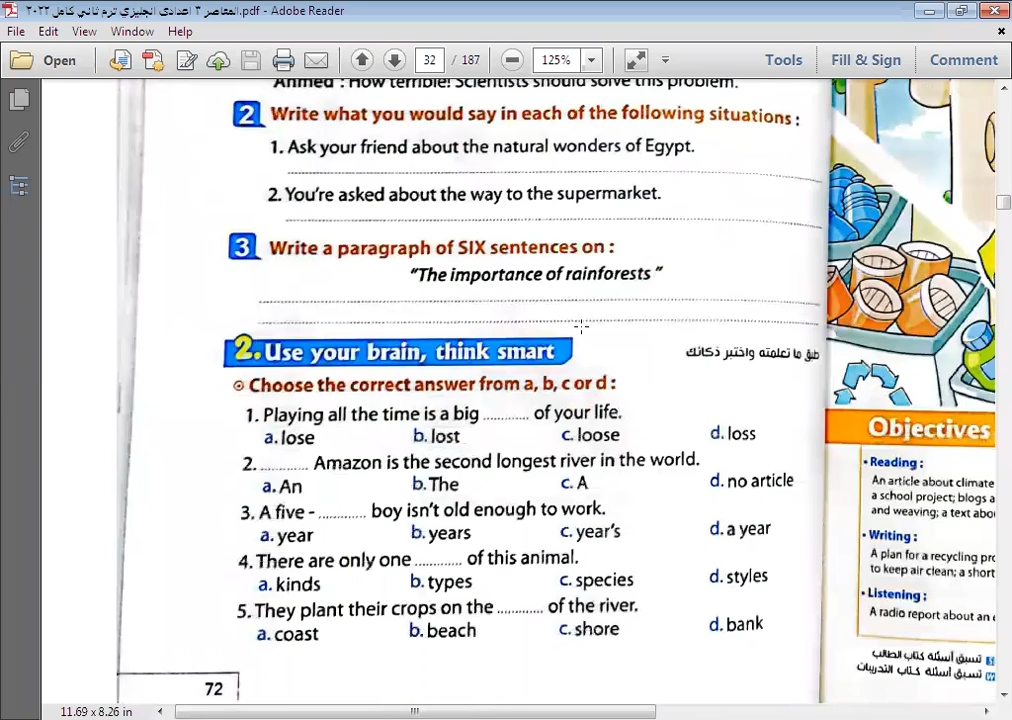 المعاصر ٣ اعدادى انجليزي ترم ثاني كامل ٢٠٢٢.pdf - Adobe Reader
File Edit View Window Help
Open 32 / 187 125% Tools Fill & Sign Comment
Ahmed : How terrible! Scientists should solve this problem.
2 Write what you would say in each of the following situations :
1. Ask your friend about the natural wonders of Egypt.
2. You're asked about the way to the supermarket.
3 Write a paragraph of SIX sentences on :
"The importance of rainforests "
2. Use your brain, think smart
طبق ما تعلمته واختبر ذكائك
Choose the correct answer from a, b, c or d :
1. Playing all the time is a big .......... of your life.
a. lose b. lost c. loose d. loss
2. .......... Amazon is the second longest river in the world.
a. An b. The c. A d. no article
3. A five - .......... boy isn't old enough to work.
a. year b. years c. year's d. a year
4. There are only one .......... of this animal.
a. kinds b. types c. species d. styles
5. They plant their crops on the .......... of the river.
a. coast b. beach c. shore d. bank
72
Objectives
• Reading :
An article about climate
a school project; blogs a
and weaving; a text abo
• Writing :
A plan for a recycling pro
to keep air clean; a short
• Listening :
A radio report about an e
تسبق أسئلة كتاب الطالب
تسبق أسئلة كتاب التدريبات
11.69 x 8.26 in